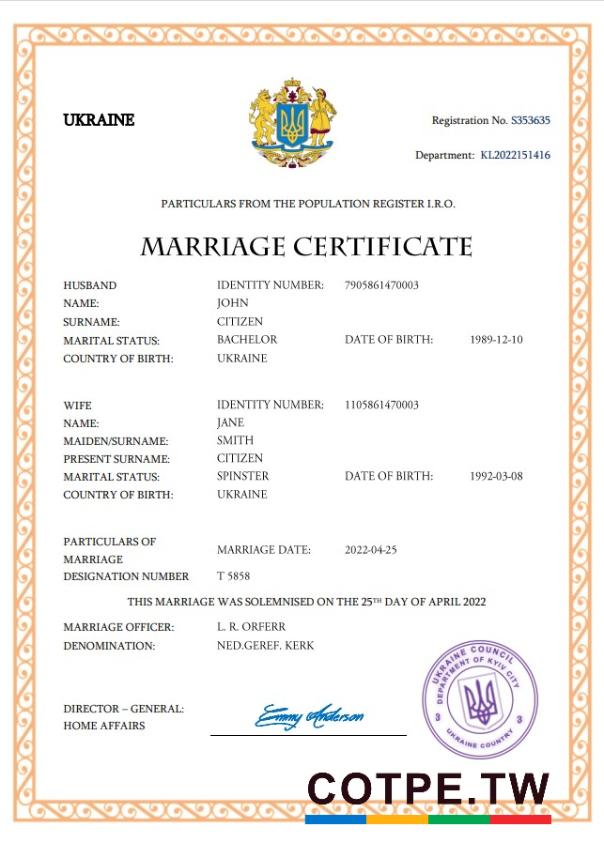 UKRAINE
Registration No. S353635
Department: KL2022151416
PARTICULARS FROM THE POPULATION REGISTER I.R.O.
MARRIAGE CERTIFICATE
HUSBAND IDENTITY NUMBER: 7905861470003
NAME: JOHN
SURNAME: CITIZEN
MARITAL STATUS: BACHELOR DATE OF BIRTH: 1989-12-10
COUNTRY OF BIRTH: UKRAINE
WIFE IDENTITY NUMBER: 1105861470003
NAME: JANE
MAIDEN/SURNAME: SMITH
PRESENT SURNAME: CITIZEN
MARITAL STATUS: SPINSTER DATE OF BIRTH: 1992-03-08
COUNTRY OF BIRTH: UKRAINE
PARTICULARS OF
MARRIAGE MARRIAGE DATE: 2022-04-25
DESIGNATION NUMBER T 5858
THIS MARRIAGE WAS SOLEMNISED ON THE 25TH DAY OF APRIL 2022
MARRIAGE OFFICER: L. R. ORFERR
DENOMINATION: NED.GEREF. KERK
UKRAINE COUNCIL
DEPARTMENT OF KYIV CITY
3 3
UKRAINE COUNTRY
DIRECTOR – GENERAL:
HOME AFFAIRS
Emmy Anderson
COTPE.TW